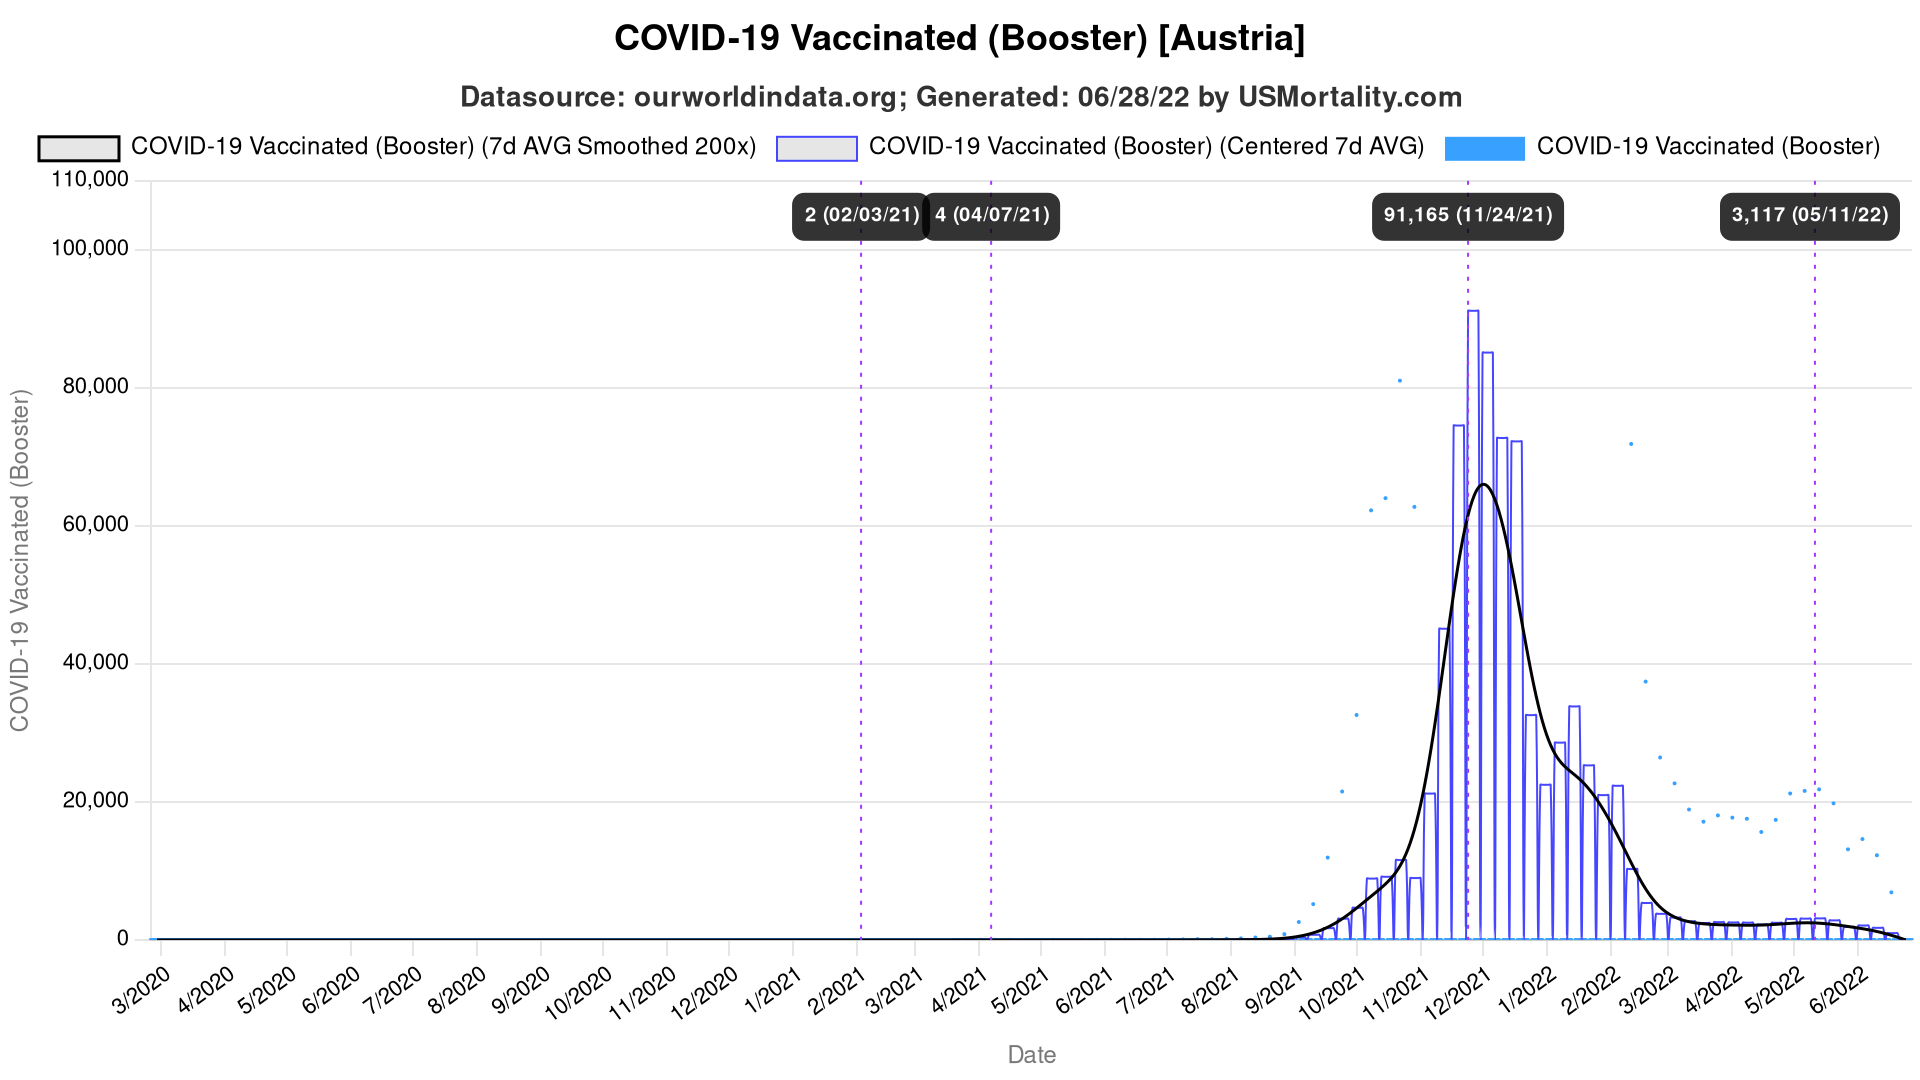 COVID-19 Vaccinated (Booster) [Austria]
Datasource: ourworldindata.org; Generated: 06/28/22 by USMortality.com
COVID-19 Vaccinated (Booster) (7d AVG Smoothed 200x) COVID-19 Vaccinated (Booster) (Centered 7d AVG) COVID-19 Vaccinated (Booster)
110,000
2 (02/03/21) 4 (04/07/21) 91,165 (11/24/21) 3,117 (05/11/22)
100,000
80,000
60,000
40,000
20,000
0
COVID-19 Vaccinated (Booster)
3/2020 4/2020 5/2020 6/2020 7/2020 8/2020 9/2020 10/2020 11/2020 12/2020 1/2021 2/2021 3/2021 4/2021 5/2021 6/2021 7/2021 8/2021 9/2021 10/2021 11/2021 12/2021 1/2022 2/2022 3/2022 4/2022 5/2022 6/2022
Date